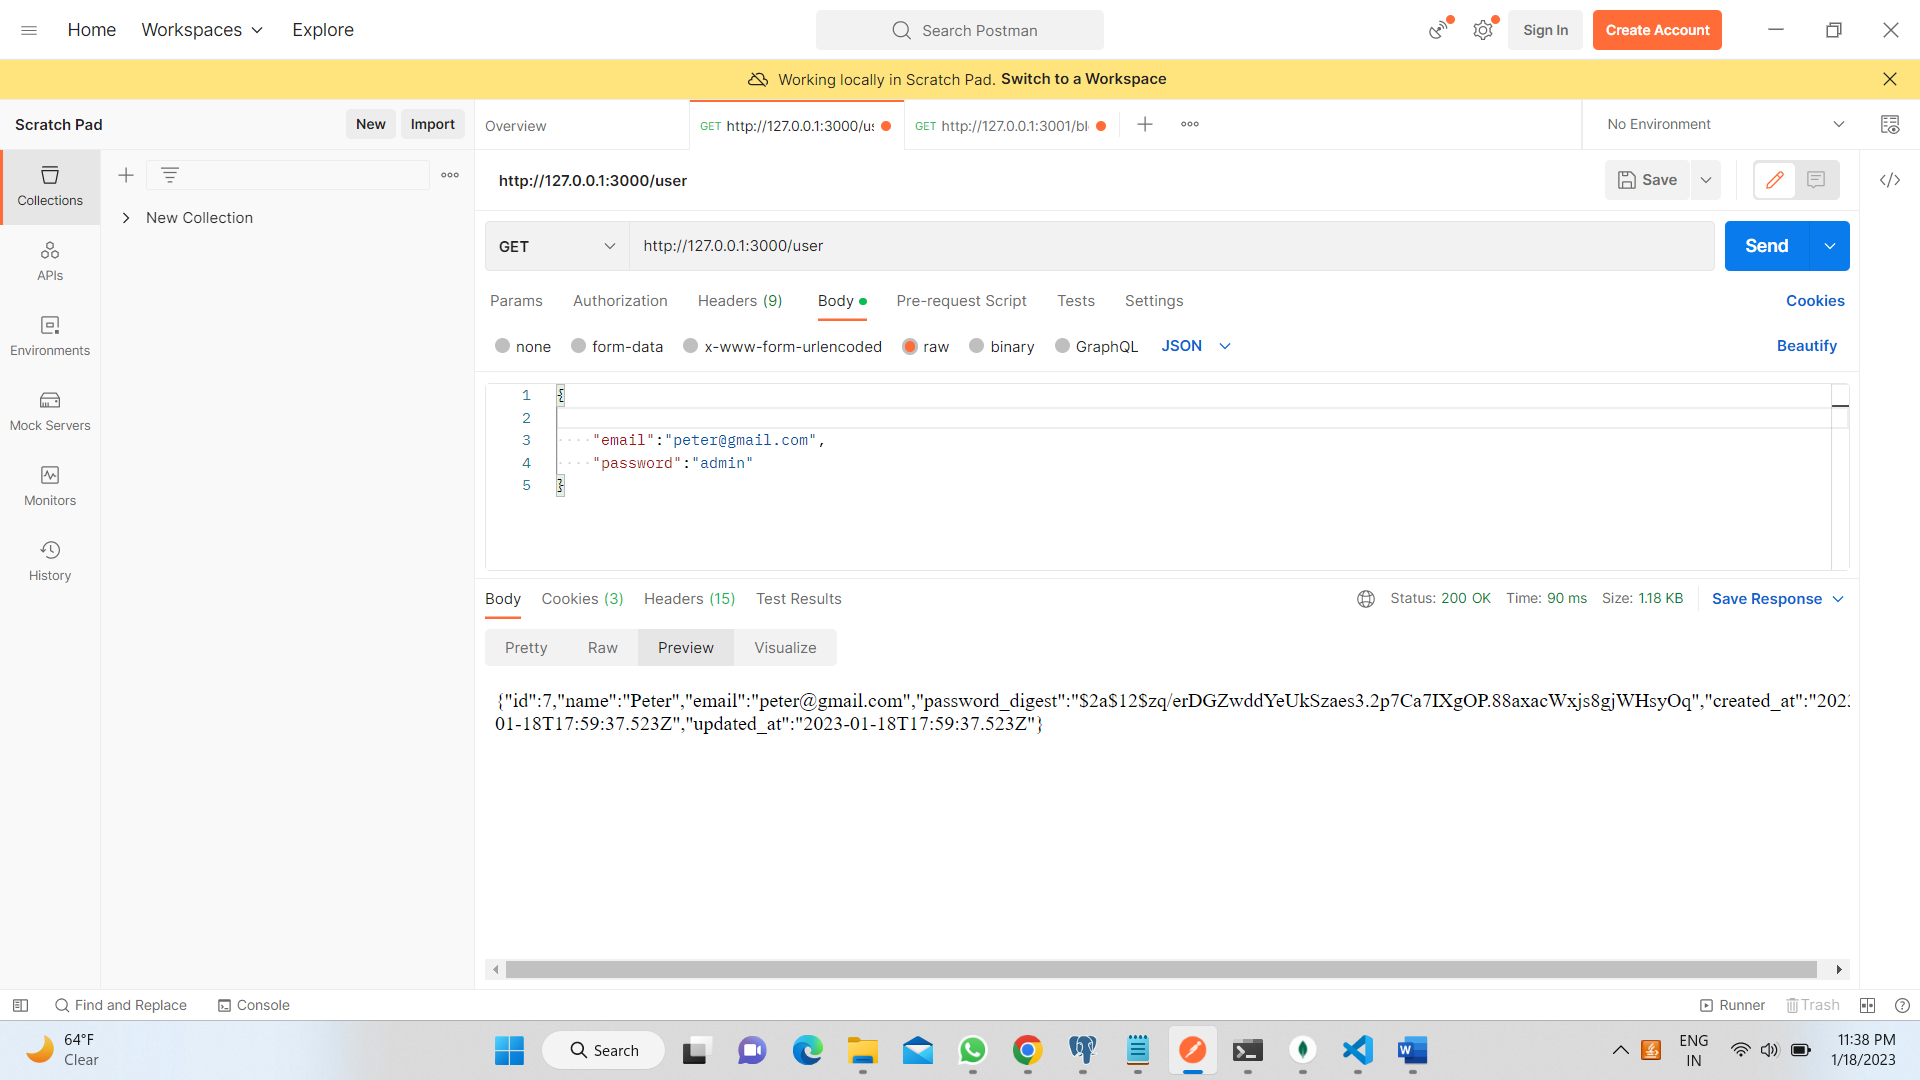 Home Workspaces Explore
Search Postman
Sign In Create Account
Working locally in Scratch Pad. Switch to a Workspace
Scratch Pad New Import
Overview GET http://127.0.0.1:3000/us GET http://127.0.0.1:3001/bl
No Environment
Collections
New Collection
APIs
Environments
Mock Servers
Monitors
History
http://127.0.0.1:3000/user
Save
GET http://127.0.0.1:3000/user Send
Params Authorization Headers (9) Body Pre-request Script Tests Settings Cookies
none form-data x-www-form-urlencoded raw binary GraphQL JSON Beautify
1 {
2
3 "email":"peter@gmail.com",
4 "password":"admin"
5 }
Body Cookies (3) Headers (15) Test Results Status: 200 OK Time: 90 ms Size: 1.18 KB Save Response
Pretty Raw Preview Visualize
{"id":7,"name":"Peter","email":"peter@gmail.com","password_digest":"$2a$12$zq/erDGZwddYeUkSzaes3.2p7Ca7IXgOP.88axacWxjs8gjWHsyOq","created_at":"2023
01-18T17:59:37.523Z","updated_at":"2023-01-18T17:59:37.523Z"}
Find and Replace Console Runner Trash
64°F
Clear
Search
ENG
IN
11:38 PM
1/18/2023